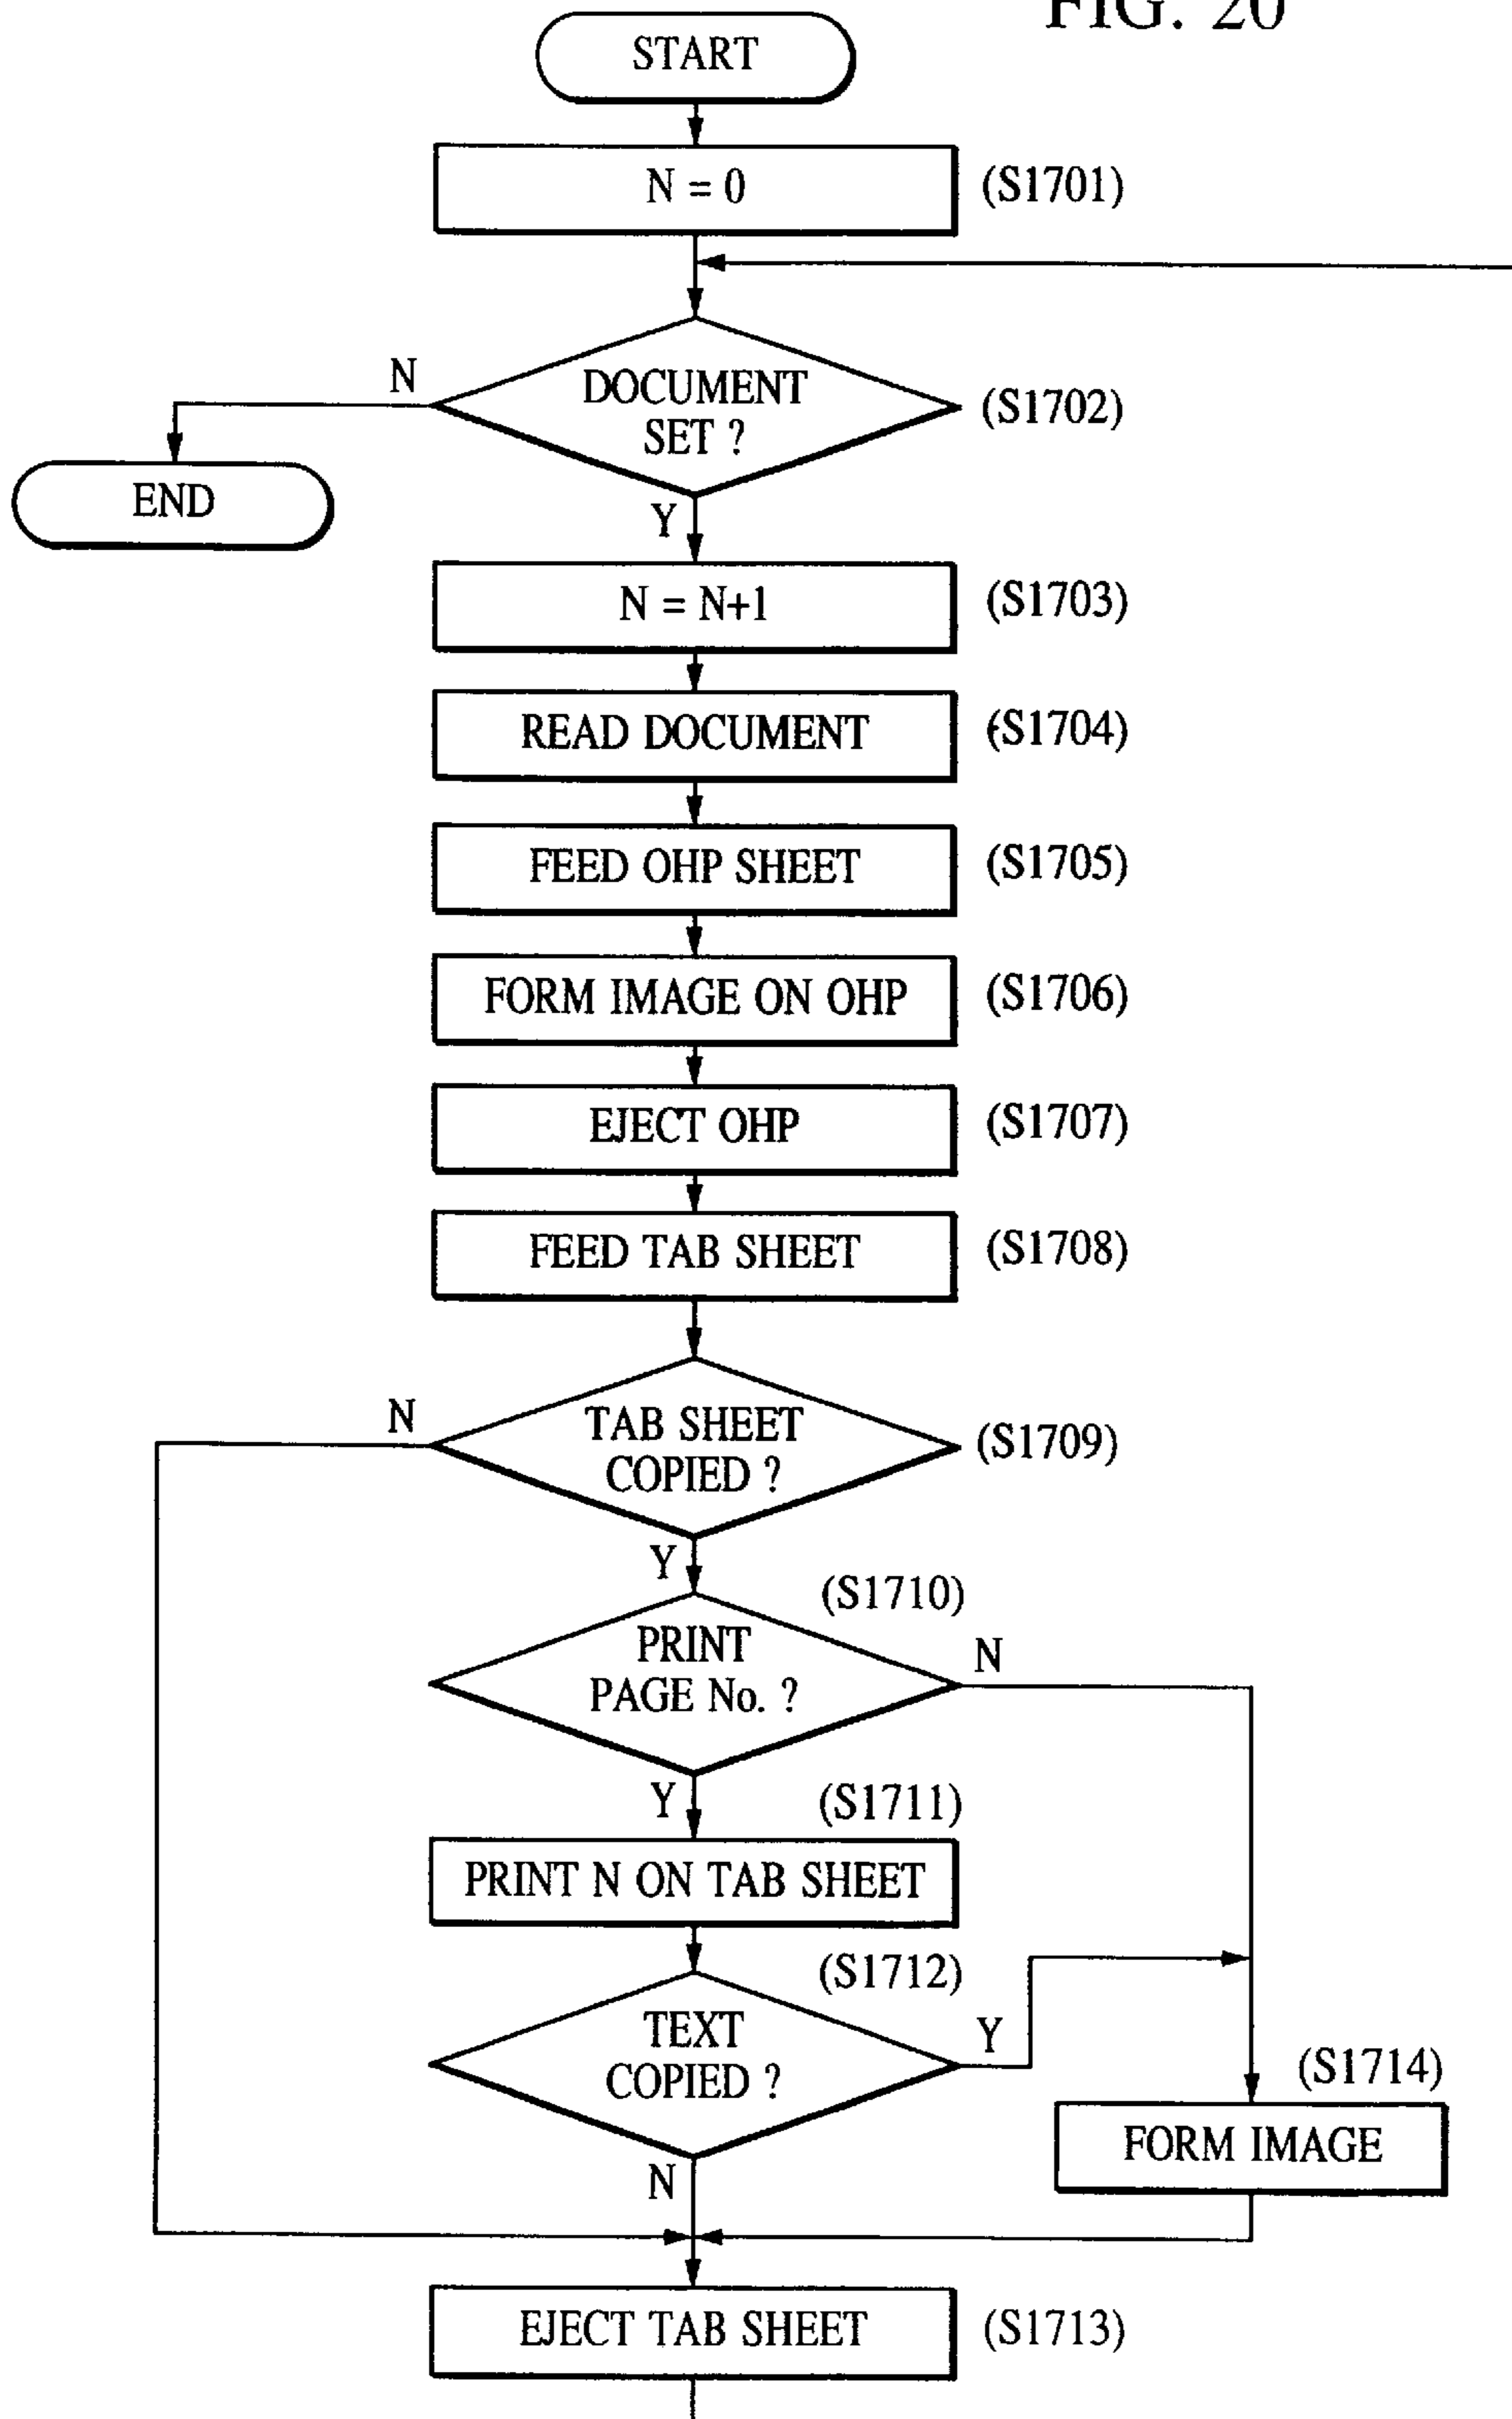 FIG. 20
START
N = 0
(S1701)
N
DOCUMENT
SET ?
(S1702)
END
Y
N = N+1
(S1703)
READ DOCUMENT
(S1704)
FEED OHP SHEET
(S1705)
FORM IMAGE ON OHP
(S1706)
EJECT OHP
(S1707)
FEED TAB SHEET
(S1708)
N
TAB SHEET
COPIED ?
(S1709)
Y
(S1710)
PRINT
PAGE No. ?
N
Y
(S1711)
PRINT N ON TAB SHEET
(S1712)
TEXT
COPIED ?
Y
(S1714)
FORM IMAGE
N
EJECT TAB SHEET
(S1713)